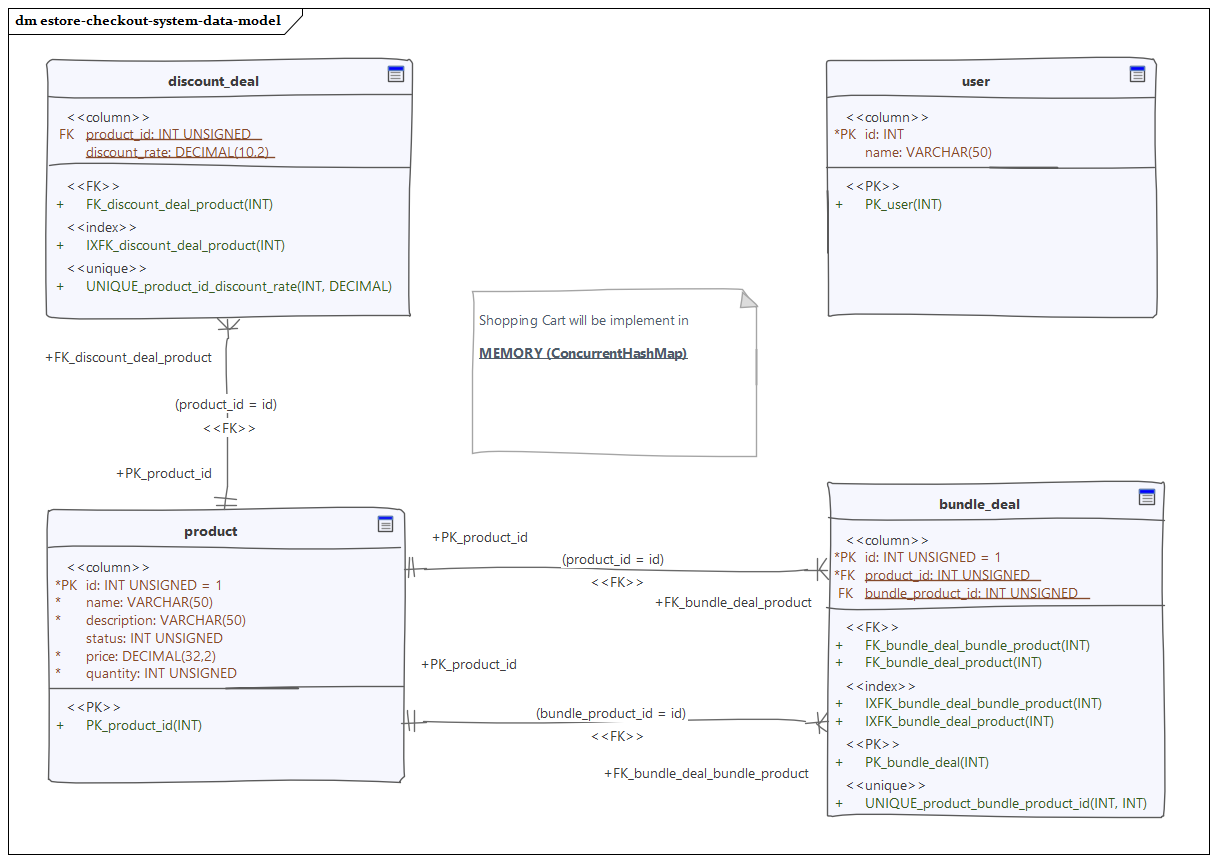 dm estore-checkout-system-data-model
discount_deal
<<column>>
FK product_id: INT UNSIGNED
discount_rate: DECIMAL(10,2)
<<FK>>
+ FK_discount_deal_product(INT)
<<index>>
+ IXFK_discount_deal_product(INT)
<<unique>>
+ UNIQUE_product_id_discount_rate(INT, DECIMAL)
user
<<column>>
*PK id: INT
name: VARCHAR(50)
<<PK>>
+ PK_user(INT)
Shopping Cart will be implement in
MEMORY (ConcurrentHashMap)
+FK_discount_deal_product
(product_id = id)
<<FK>>
+PK_product_id
product
<<column>>
*PK id: INT UNSIGNED = 1
* name: VARCHAR(50)
* description: VARCHAR(50)
status: INT UNSIGNED
* price: DECIMAL(32,2)
* quantity: INT UNSIGNED
<<PK>>
+ PK_product_id(INT)
+PK_product_id
(product_id = id)
<<FK>>
+FK_bundle_deal_product
+PK_product_id
(bundle_product_id = id)
<<FK>>
+FK_bundle_deal_bundle_product
bundle_deal
<<column>>
*PK id: INT UNSIGNED = 1
*FK product_id: INT UNSIGNED
FK bundle_product_id: INT UNSIGNED
<<FK>>
+ FK_bundle_deal_bundle_product(INT)
+ FK_bundle_deal_product(INT)
<<index>>
+ IXFK_bundle_deal_bundle_product(INT)
+ IXFK_bundle_deal_product(INT)
<<PK>>
+ PK_bundle_deal(INT)
<<unique>>
+ UNIQUE_product_bundle_product_id(INT, INT)